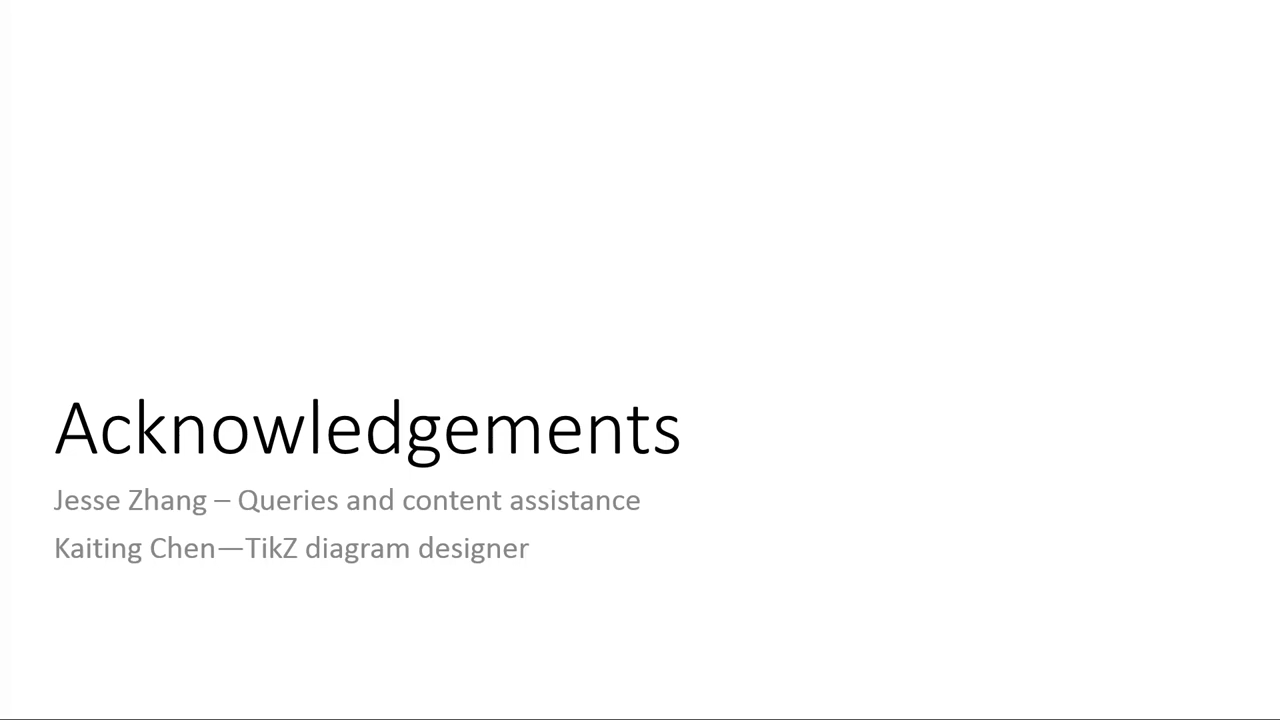 Acknowledgements
Jesse Zhang – Queries and content assistance
Kaiting Chen—TikZ diagram designer